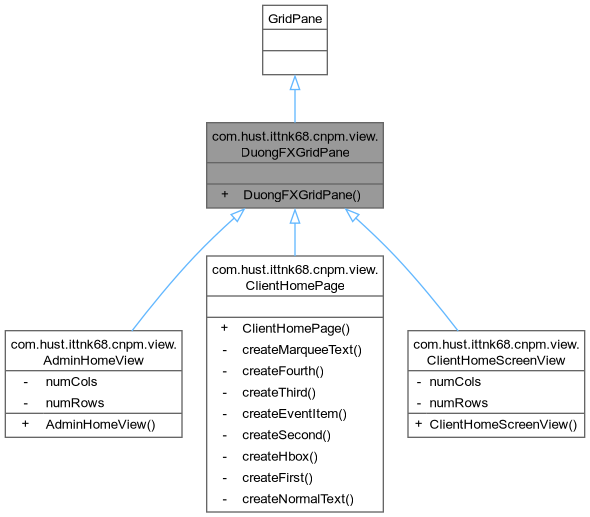 GridPane
com.hust.ittnk68.cnpm.view.
DuongFXGridPane
+ DuongFXGridPane()
com.hust.ittnk68.cnpm.view.
AdminHomeView
- numCols
- numRows
+ AdminHomeView()
com.hust.ittnk68.cnpm.view.
ClientHomePage
+ ClientHomePage()
- createMarqueeText()
- createFourth()
- createThird()
- createEventItem()
- createSecond()
- createHbox()
- createFirst()
- createNormalText()
com.hust.ittnk68.cnpm.view.
ClientHomeScreenView
- numCols
- numRows
+ ClientHomeScreenView()